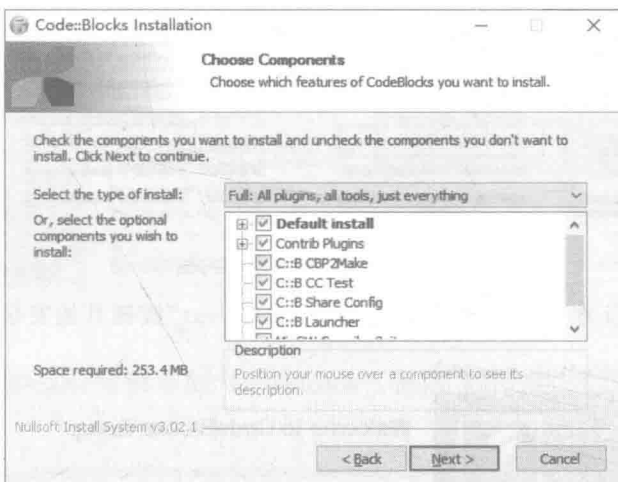 Code::Blocks Installation
Choose Components
Choose which features of CodeBlocks you want to install.
Check the components you want to install and uncheck the components you don't want to
install. Click Next to continue.
Select the type of install:
Full: All plugins, all tools, just everything
Or, select the optional
components you wish to
install:
Default install
Contrib Plugins
C::B CBP2Make
C::B CC Test
C::B Share Config
C::B Launcher
Space required: 253.4 MB
Description
Position your mouse over a component to see its
description.
Nullsoft Install System v3.02.1
< Back
Next >
Cancel